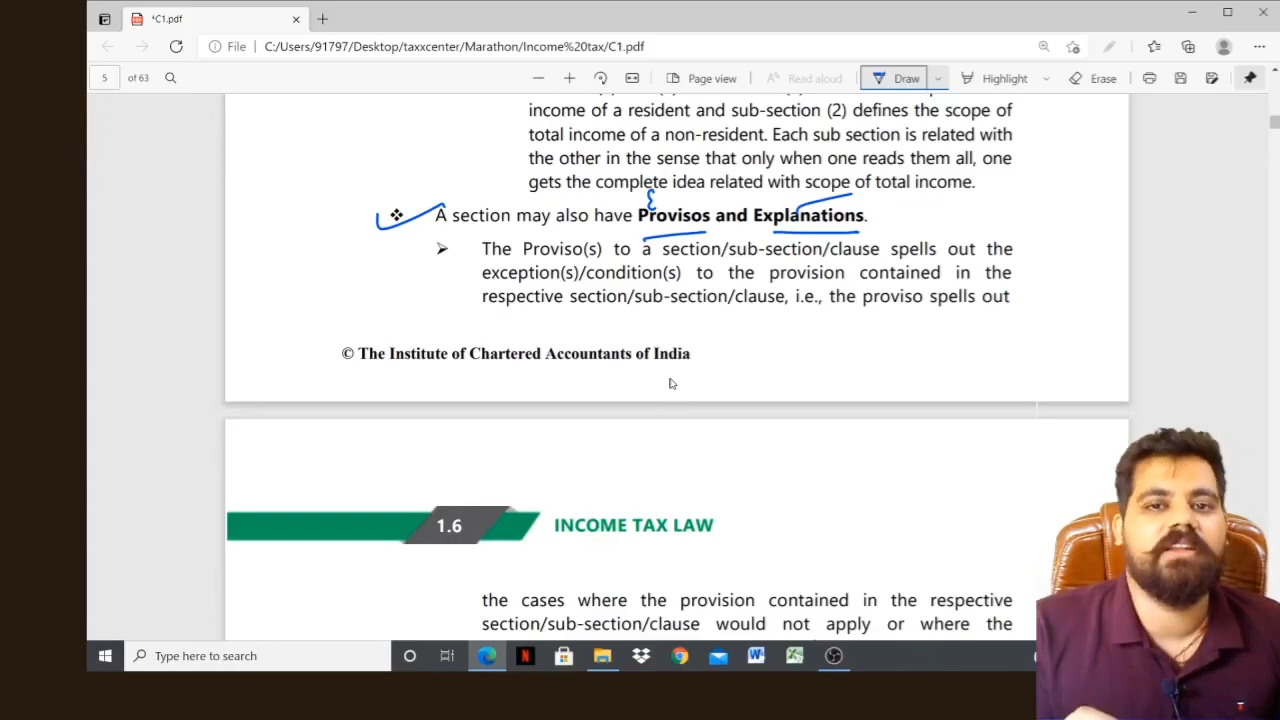 *C1.pdf
File C:/Users/91797/Desktop/taxxcenter/Marathon/Income%20tax/C1.pdf
5 of 63 Page view Read aloud Draw Highlight Erase
income of a resident and sub-section (2) defines the scope of
total income of a non-resident. Each sub section is related with
the other in the sense that only when one reads them all, one
gets the complete idea related with scope of total income.
A section may also have Provisos and Explanations.
The Proviso(s) to a section/sub-section/clause spells out the
exception(s)/condition(s) to the provision contained in the
respective section/sub-section/clause, i.e., the proviso spells out
© The Institute of Chartered Accountants of India
1.6 INCOME TAX LAW
the cases where the provision contained in the respective
section/sub-section/clause would not apply or where the
Type here to search